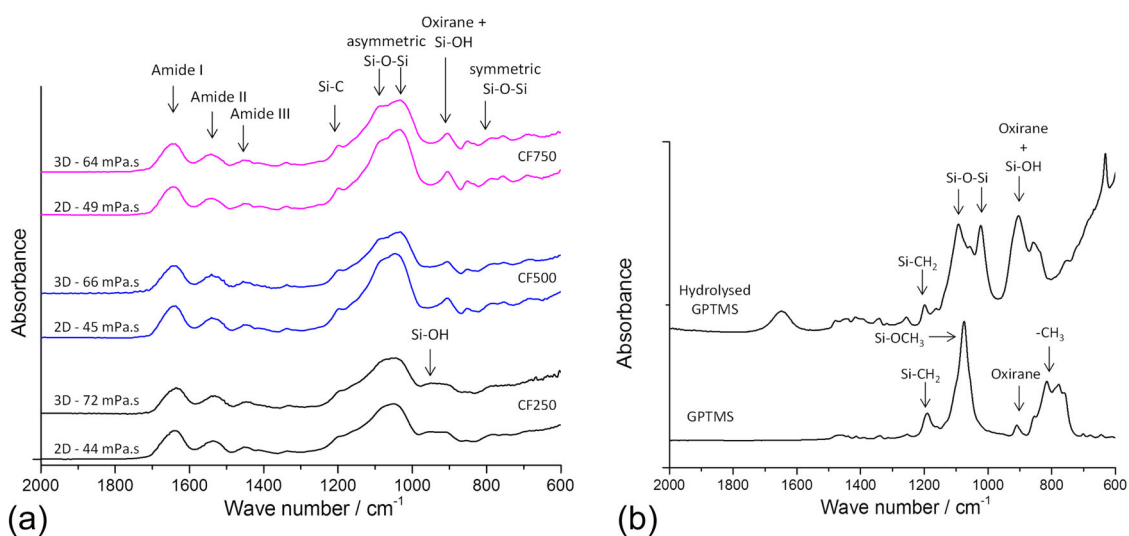 Oxirane +
Si-OH
asymmetric
Si-O-Si
symmetric
Si-O-Si
Amide I
Amide II
Amide III
Si-C
3D - 64 mPa.s
CF750
2D - 49 mPa.s
3D - 66 mPa.s
CF500
2D - 45 mPa.s
Si-OH
3D - 72 mPa.s
CF250
2D - 44 mPa.s
Absorbance
2000 1800 1600 1400 1200 1000 800 600
Wave number / cm⁻¹
(a)
Oxirane
+
Si-OH
Si-O-Si
Si-CH₂
Hydrolysed
GPTMS
Si-OCH₃
-CH₃
Si-CH₂
Oxirane
GPTMS
Absorbance
2000 1800 1600 1400 1200 1000 800 600
Wave number / cm⁻¹
(b)